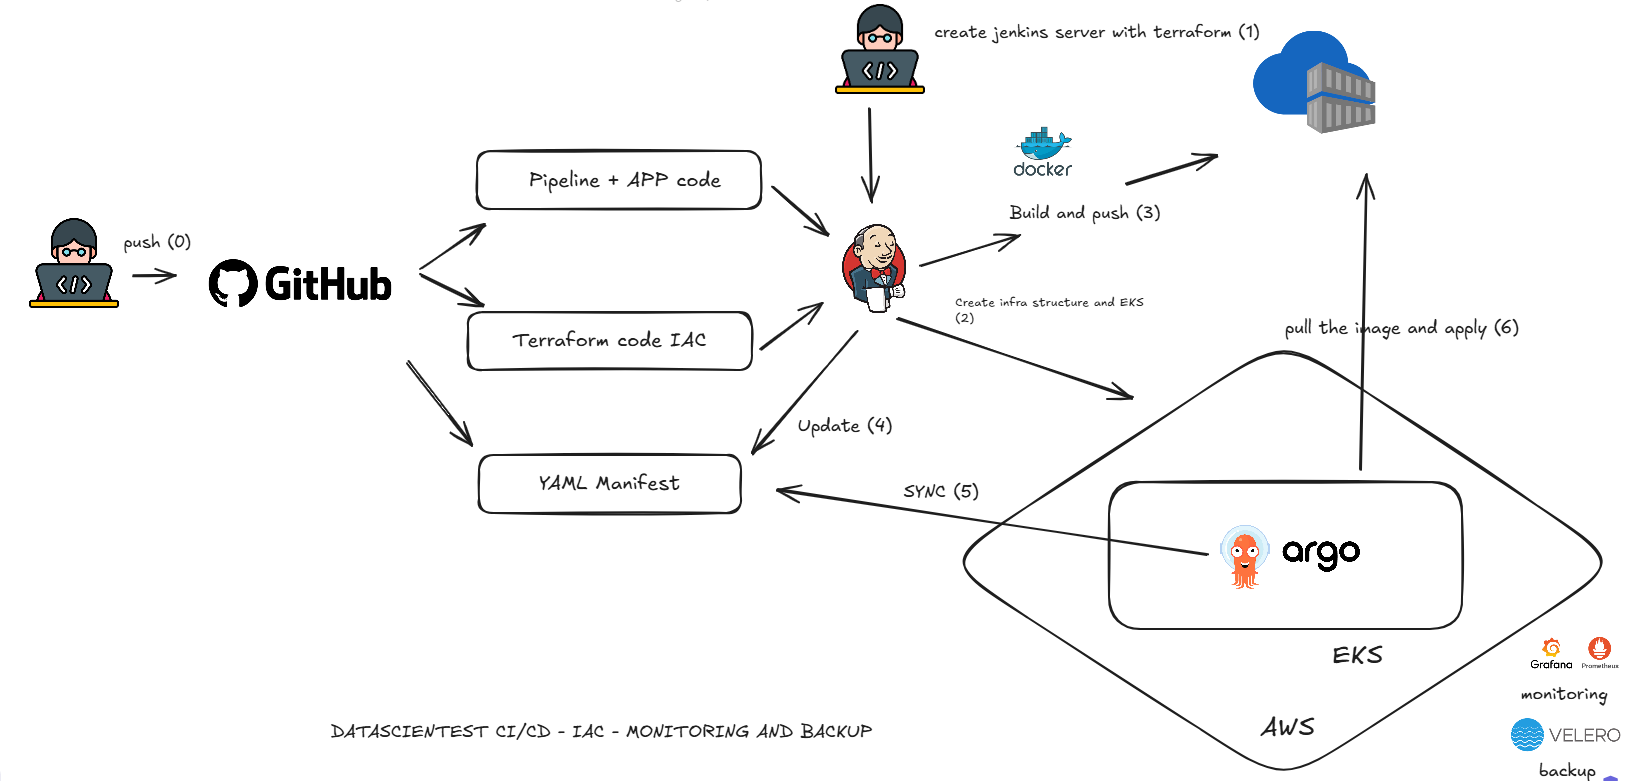 create jenkins server with terraform (1)
docker
Pipeline + APP code
Build and push (3)
push (0)
</>
</>
GitHub
Create infra structure and EKS
(2)
pull the image and apply (6)
Terraform code IAC
Update (4)
YAML Manifest
SYNC (5)
argo
EKS
Grafana
Prometheus
monitoring
AWS
DATASCIENTEST CI/CD - IAC - MONITORING AND BACKUP
VELERO
backup